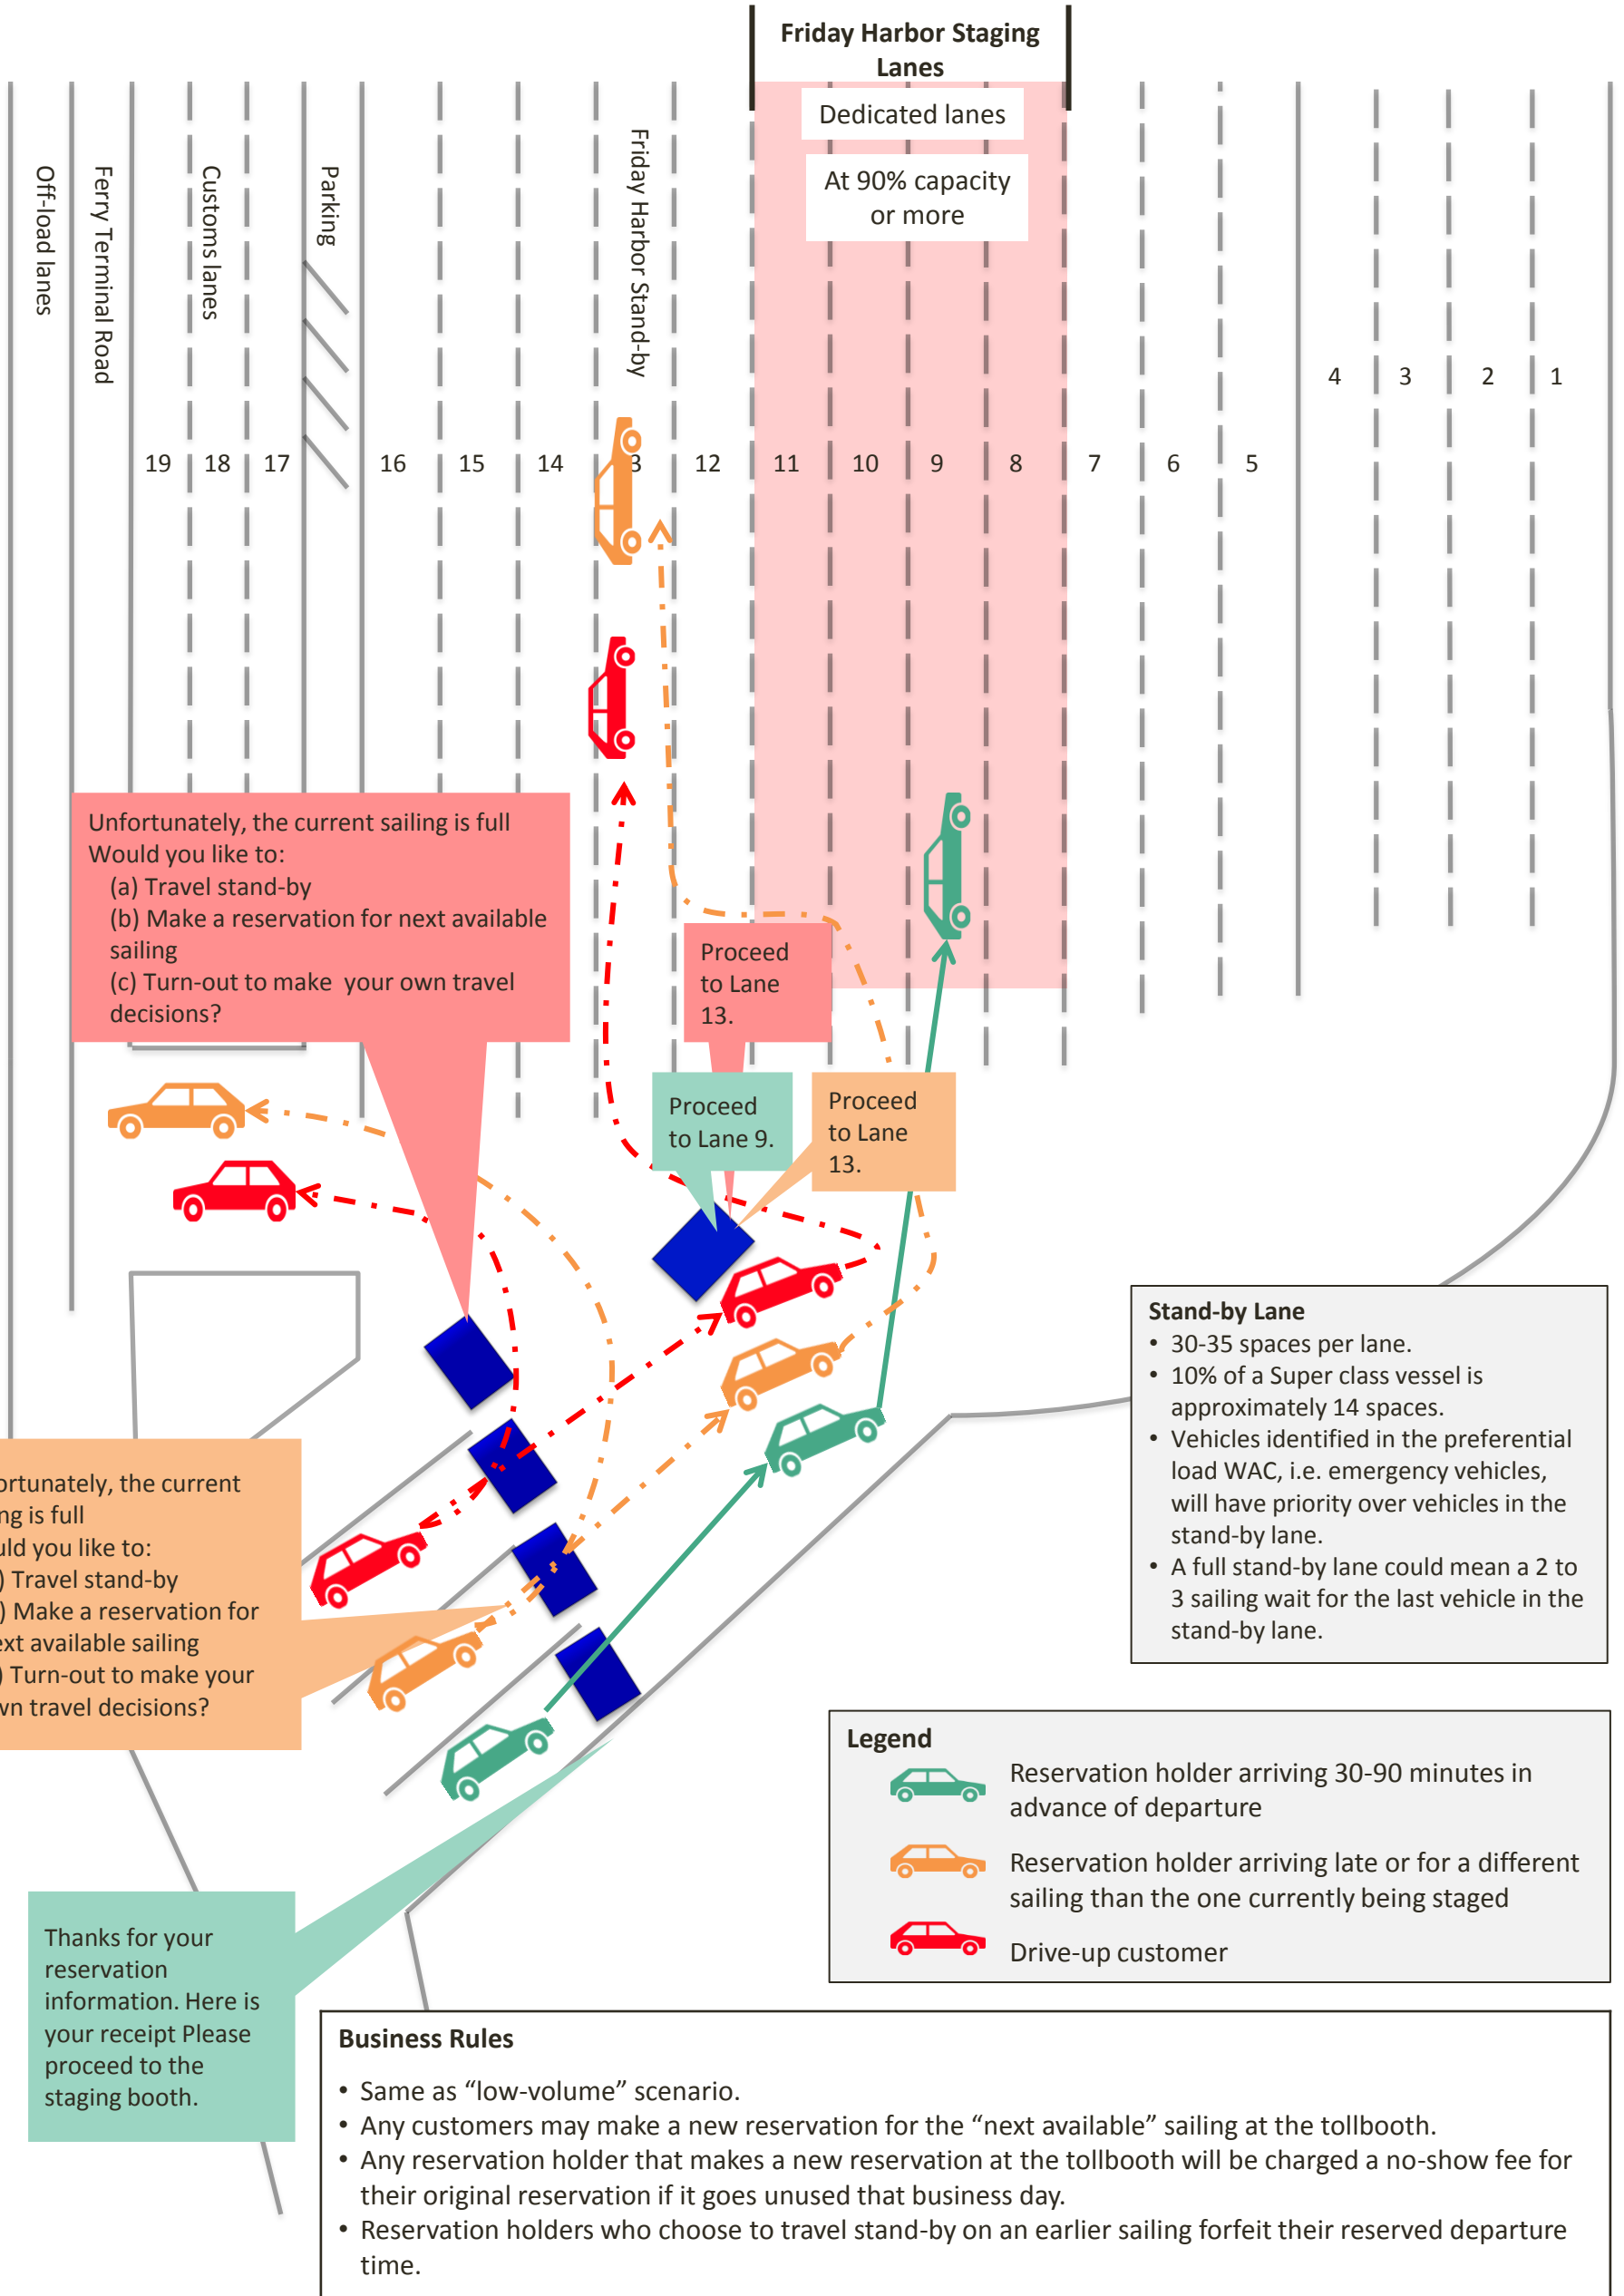 Friday Harbor Staging
Lanes
Dedicated lanes
At 90% capacity
or more
Off-load lanes
Ferry Terminal Road
Customs lanes
Parking
Friday Harbor Stand-by
4
3
2
1
19
18
17
16
15
14
3
12
11
10
9
8
7
6
5
Unfortunately, the current sailing is full
Would you like to:
(a) Travel stand-by
(b) Make a reservation for next available
sailing
(c) Turn-out to make your own travel
decisions?
Proceed
to Lane
13.
Proceed
to Lane 9.
Proceed
to Lane
13.
Stand-by Lane
• 30-35 spaces per lane.
• 10% of a Super class vessel is
approximately 14 spaces.
• Vehicles identified in the preferential
load WAC, i.e. emergency vehicles,
will have priority over vehicles in the
stand-by lane.
• A full stand-by lane could mean a 2 to
3 sailing wait for the last vehicle in the
stand-by lane.
ortunately, the current
ng is full
uld you like to:
) Travel stand-by
) Make a reservation for
ext available sailing
) Turn-out to make your
wn travel decisions?
Legend
Reservation holder arriving 30-90 minutes in
advance of departure
Reservation holder arriving late or for a different
sailing than the one currently being staged
Drive-up customer
Thanks for your
reservation
information. Here is
your receipt Please
proceed to the
staging booth.
Business Rules
• Same as “low-volume” scenario.
• Any customers may make a new reservation for the “next available” sailing at the tollbooth.
• Any reservation holder that makes a new reservation at the tollbooth will be charged a no-show fee for
their original reservation if it goes unused that business day.
• Reservation holders who choose to travel stand-by on an earlier sailing forfeit their reserved departure
time.